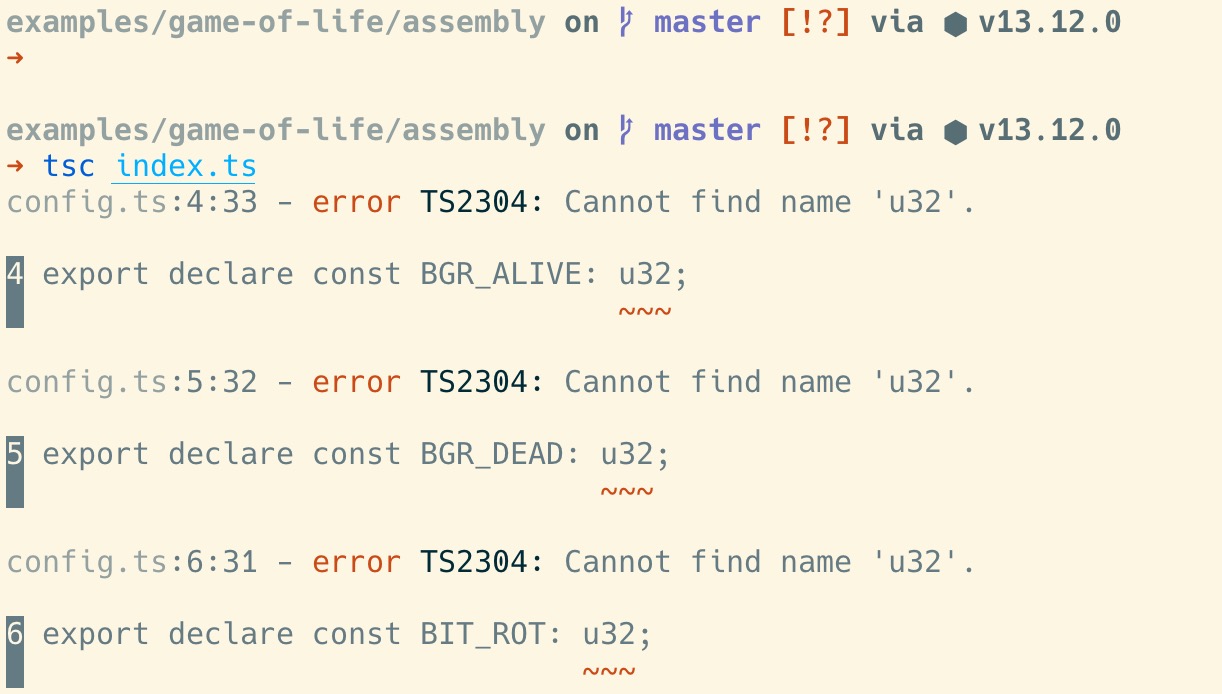 examples/game-of-life/assembly on master [!?] via ⬢ v13.12.0
➜
examples/game-of-life/assembly on master [!?] via ⬢ v13.12.0
➜ tsc index.ts
config.ts:4:33 - error TS2304: Cannot find name 'u32'.
4 export declare const BGR_ALIVE: u32;
~~~
config.ts:5:32 - error TS2304: Cannot find name 'u32'.
5 export declare const BGR_DEAD: u32;
~~~
config.ts:6:31 - error TS2304: Cannot find name 'u32'.
6 export declare const BIT_ROT: u32;
~~~